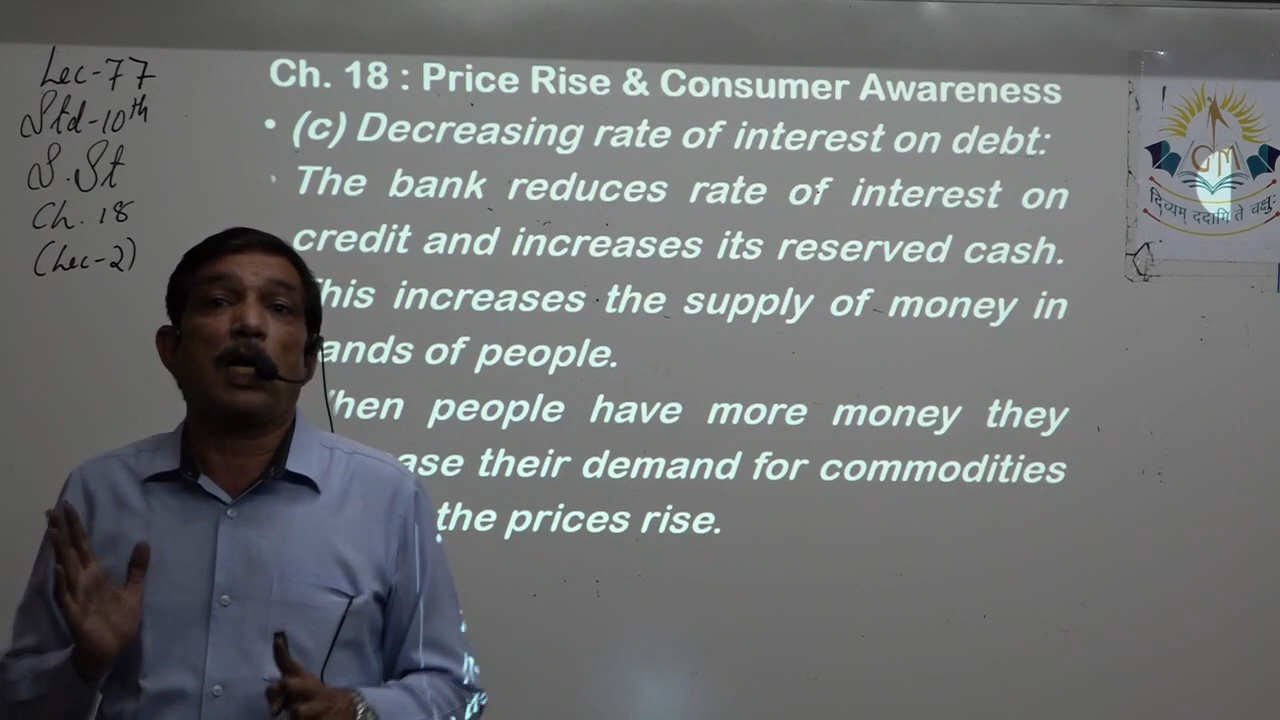 Lec-77
Std-10th
S.St
Ch.18
(Lec-2)
Ch. 18 : Price Rise & Consumer Awareness
• (c) Decreasing rate of interest on debt:
The bank reduces rate of interest on
credit and increases its reserved cash.
his increases the supply of money in
ands of people.
hen people have more money they
ase their demand for commodities
the prices rise.
GM
दिव्यम् ददामि ते चक्षुः